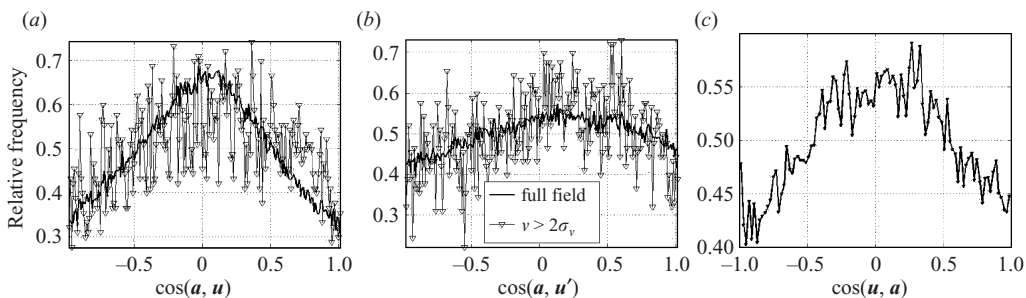 (a)
(b)
(c)
Relative frequency
0.7
0.6
0.5
0.4
0.3
−0.5 0 0.5 1.0
cos(a, u)
0.7
0.6
0.5
0.4
0.3
−0.5 0 0.5 1.0
cos(a, u′)
full field
v > 2σv
0.60
0.55
0.50
0.45
0.40
−1.0 −0.5 0 0.5 1.0
cos(u, a)